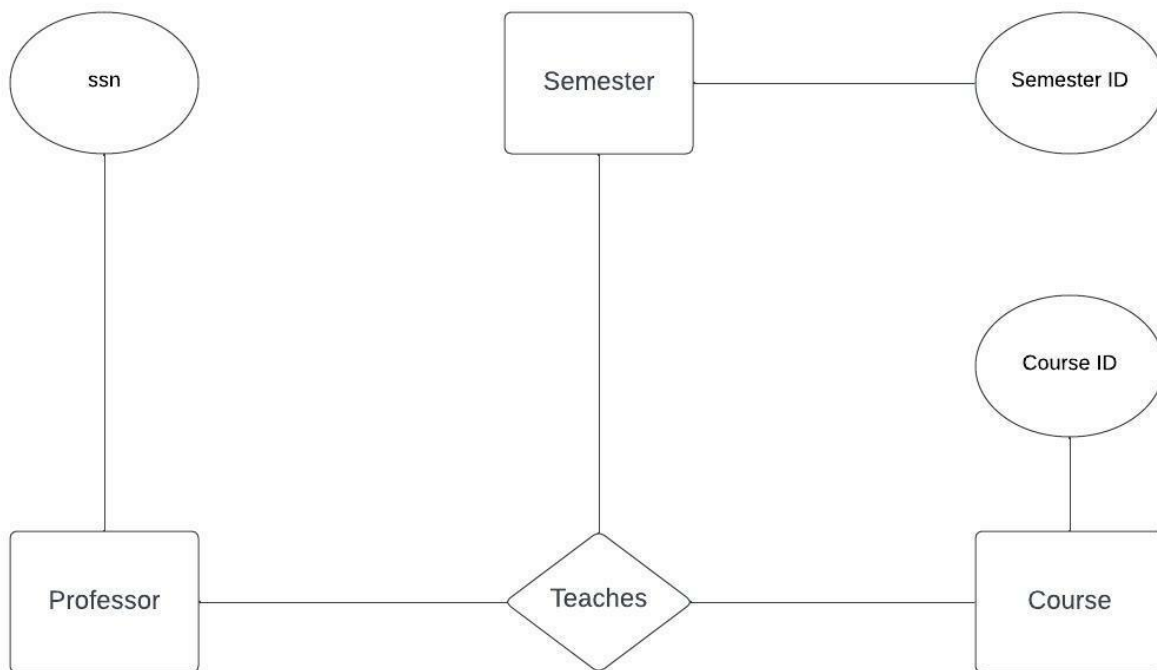 ssn
Semester
Semester ID
Course ID
Professor
Teaches
Course